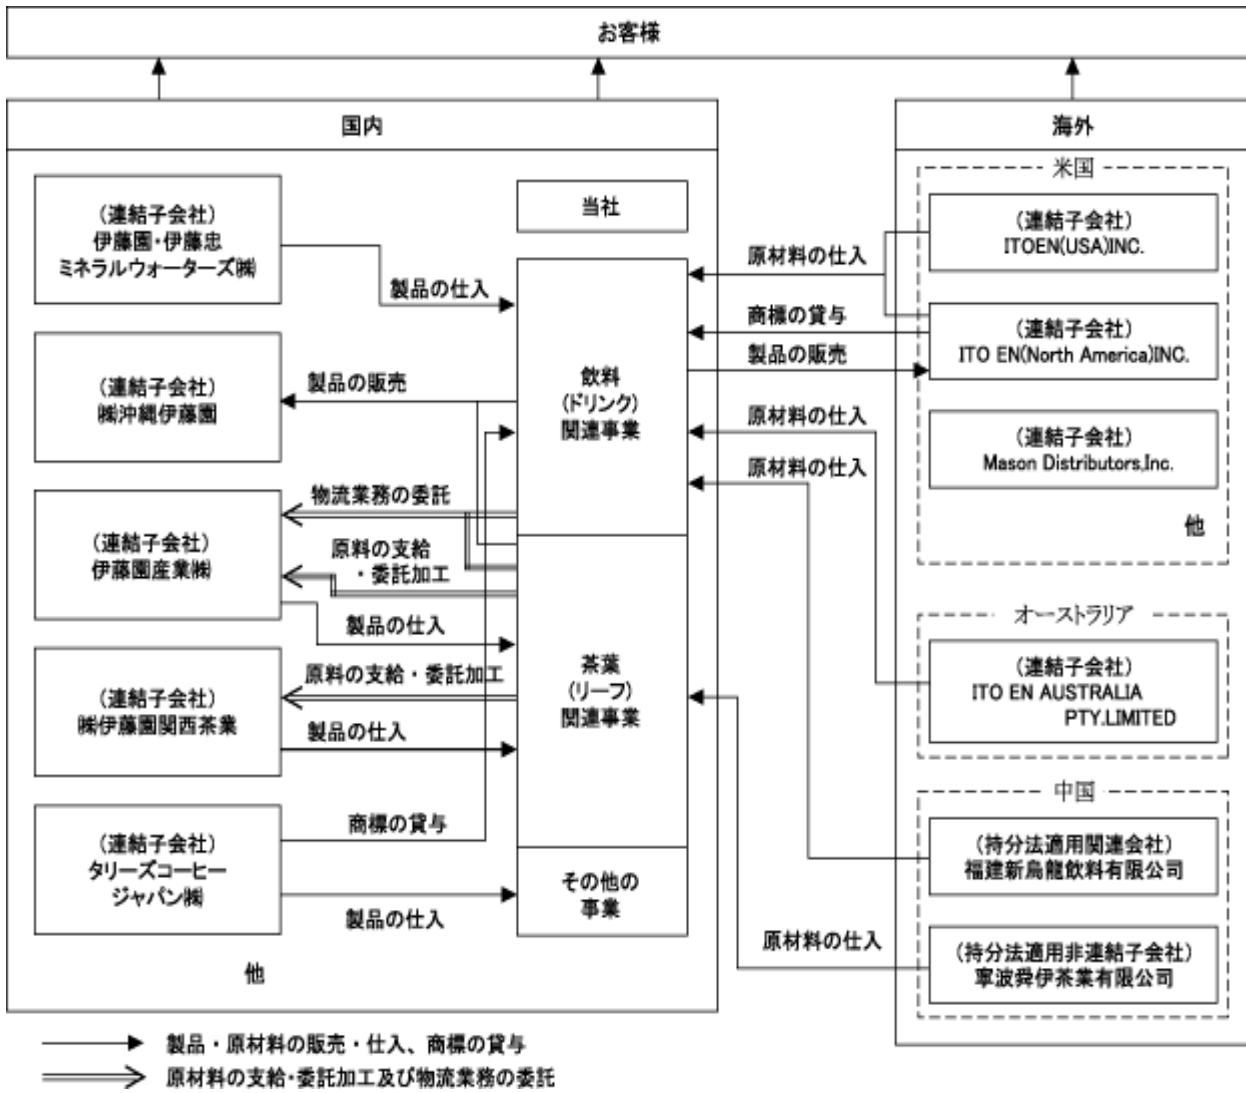 お客様
国内
海外
(連結子会社)
伊藤園・伊藤忠
ミネラルウォーターズ㈱
製品の仕入
(連結子会社)
㈱沖縄伊藤園
製品の販売
(連結子会社)
伊藤園産業㈱
物流業務の委託
原料の支給
・委託加工
製品の仕入
(連結子会社)
㈱伊藤園関西茶業
原料の支給・委託加工
製品の仕入
(連結子会社)
タリーズコーヒー
ジャパン㈱
商標の貸与
製品の仕入
他
当社
飲料
(ドリンク)
関連事業
茶葉
(リーフ)
関連事業
その他の
事業
原材料の仕入
商標の貸与
製品の販売
原材料の仕入
原材料の仕入
原材料の仕入
米国
(連結子会社)
ITOEN(USA)INC.
(連結子会社)
ITO EN(North America)INC.
(連結子会社)
Mason Distributors,Inc.
他
オーストラリア
(連結子会社)
ITO EN AUSTRALIA
PTY.LIMITED
中国
(持分法適用関連会社)
福建新烏龍飲料有限公司
(持分法適用非連結子会社)
寧波舜伊茶業有限公司
製品・原材料の販売・仕入、商標の貸与
原材料の支給・委託加工及び物流業務の委託